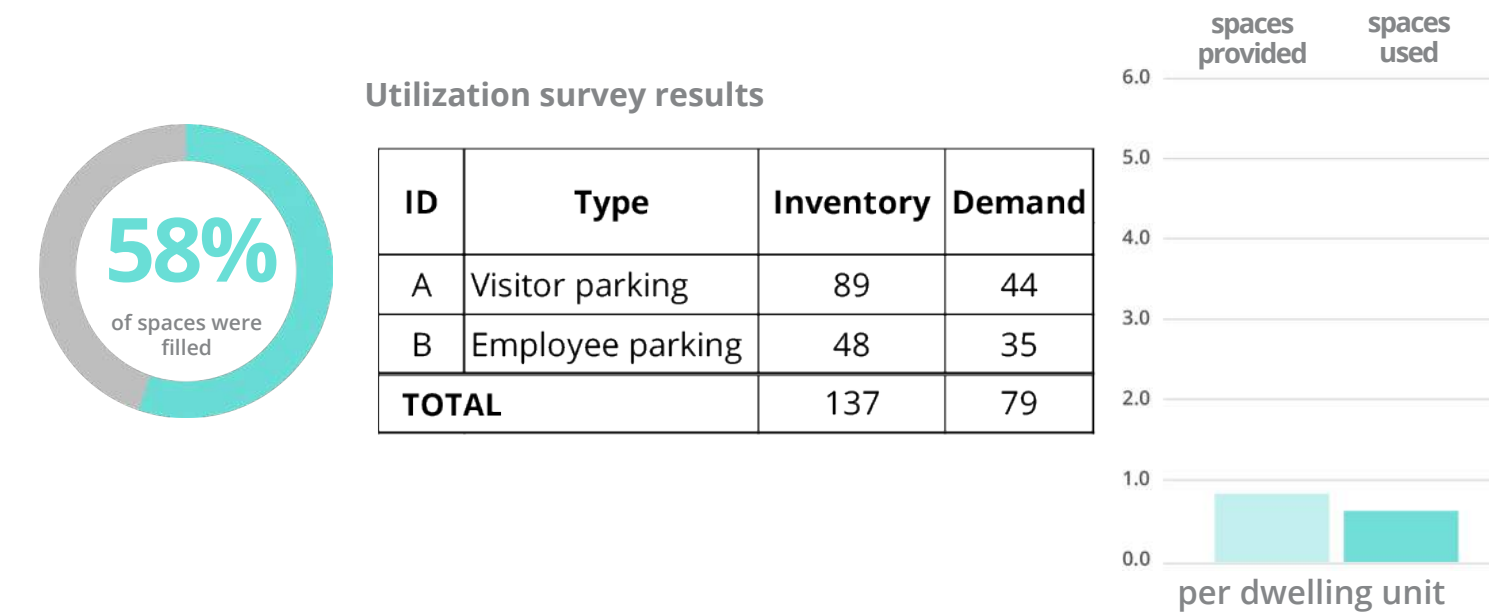 58%
of spaces were
filled
Utilization survey results
ID Type Inventory Demand
A Visitor parking 89 44
B Employee parking 48 35
TOTAL 137 79
spaces provided
spaces used
6.0
5.0
4.0
3.0
2.0
1.0
0.0
per dwelling unit